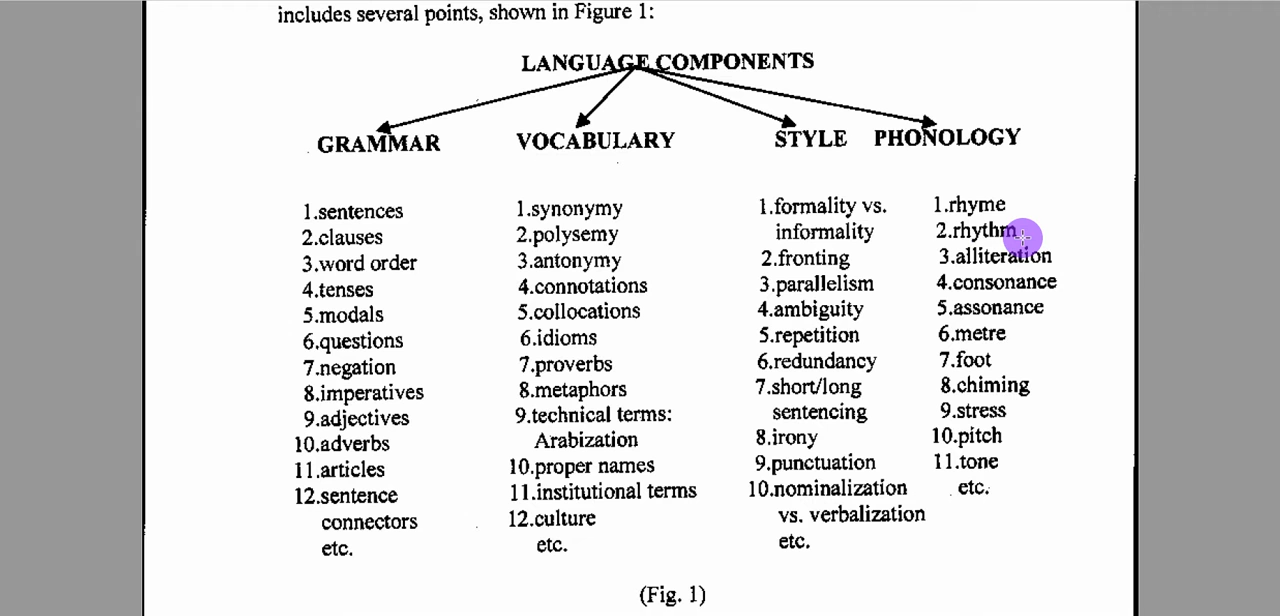 includes several points, shown in Figure 1:
LANGUAGE COMPONENTS
GRAMMAR
1.sentences
2.clauses
3.word order
4.tenses
5.modals
6.questions
7.negation
8.imperatives
9.adjectives
10.adverbs
11.articles
12.sentence
connectors
etc.
VOCABULARY
1.synonymy
2.polysemy
3.antonymy
4.connotations
5.collocations
6.idioms
7.proverbs
8.metaphors
9.technical terms:
Arabization
10.proper names
11.institutional terms
12.culture
etc.
STYLE
1.formality vs.
informality
2.fronting
3.parallelism
4.ambiguity
5.repetition
6.redundancy
7.short/long
sentencing
8.irony
9.punctuation
10.nominalization
vs. verbalization
etc.
PHONOLOGY
1.rhyme
2.rhythm
3.alliteration
4.consonance
5.assonance
6.metre
7.foot
8.chiming
9.stress
10.pitch
11.tone
etc.
(Fig. 1)